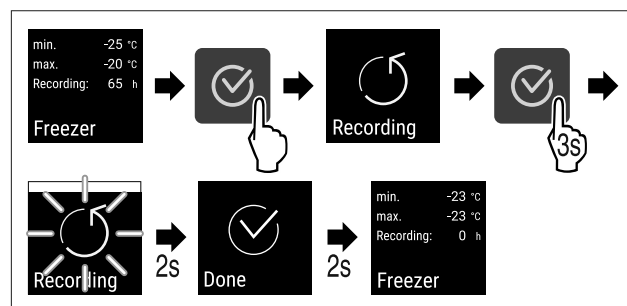 min. -25 °C
max. -20 °C
Recording: 65 h
Freezer
Recording
3s
Recording
2s
Done
2s
min. -23 °C
max. -23 °C
Recording: 0 h
Freezer